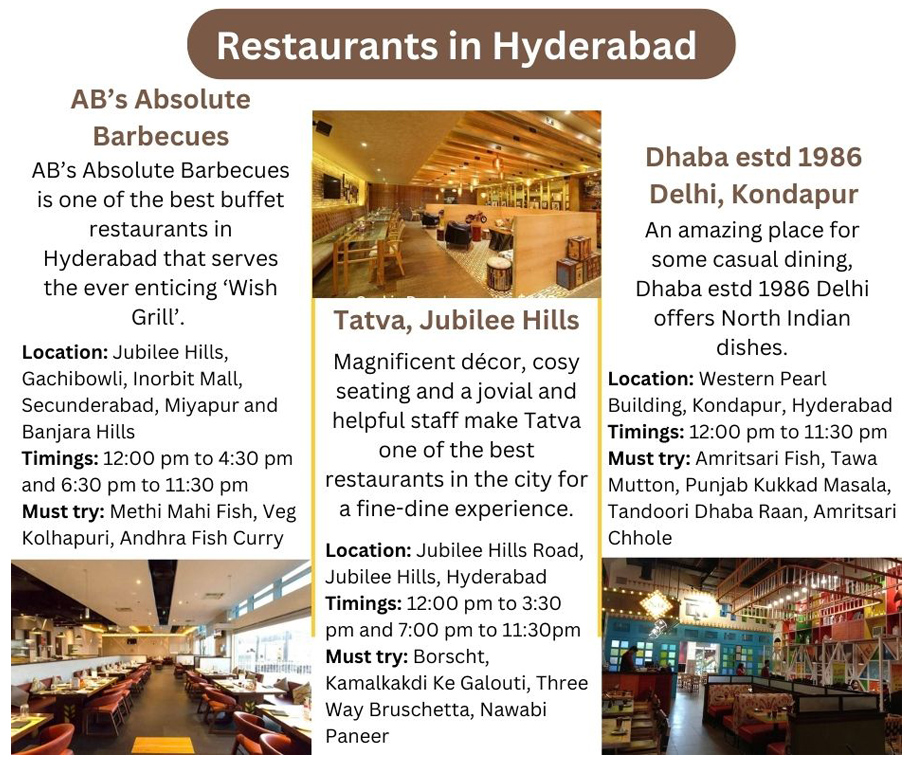 Restaurants in Hyderabad
AB’s Absolute
Barbecues
AB’s Absolute Barbecues
is one of the best buffet
restaurants in
Hyderabad that serves
the ever enticing ‘Wish
Grill’.
Location: Jubilee Hills,
Gachibowli, Inorbit Mall,
Secunderabad, Miyapur and
Banjara Hills
Timings: 12:00 pm to 4:30 pm
and 6:30 pm to 11:30 pm
Must try: Methi Mahi Fish, Veg
Kolhapuri, Andhra Fish Curry
Tatva, Jubilee Hills
Magnificent décor, cosy
seating and a jovial and
helpful staff make Tatva
one of the best
restaurants in the city for
a fine-dine experience.
Location: Jubilee Hills Road,
Jubilee Hills, Hyderabad
Timings: 12:00 pm to 3:30
pm and 7:00 pm to 11:30pm
Must try: Borscht,
Kamalkakdi Ke Galouti, Three
Way Bruschetta, Nawabi
Paneer
Dhaba estd 1986
Delhi, Kondapur
An amazing place for
some casual dining,
Dhaba estd 1986 Delhi
offers North Indian
dishes.
Location: Western Pearl
Building, Kondapur, Hyderabad
Timings: 12:00 pm to 11:30 pm
Must try: Amritsari Fish, Tawa
Mutton, Punjab Kukkad Masala,
Tandoori Dhaba Raan, Amritsari
Chhole